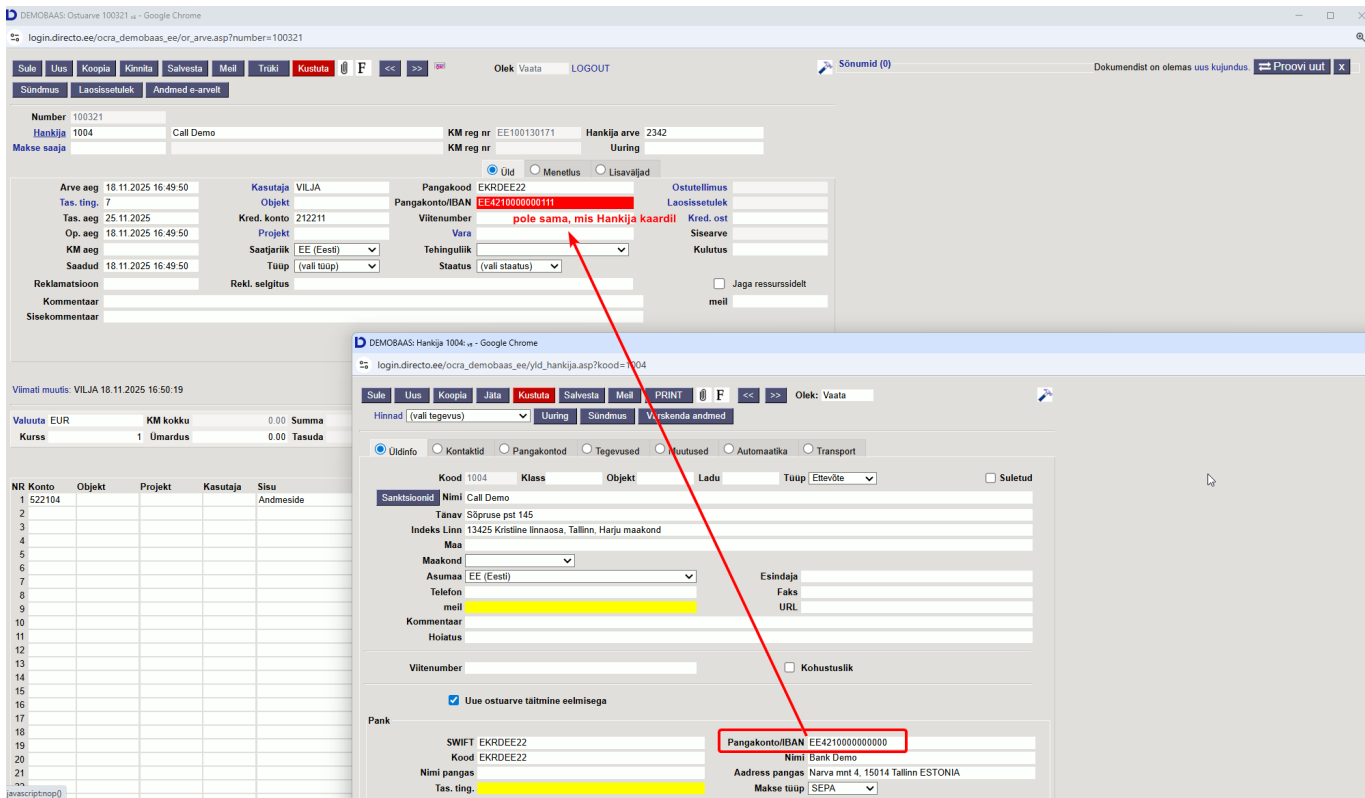 DEMOBAAS: Ostuarve 100321 - Google Chrome
login.directo.ee/ocra_demobaas_ee/or_arve.asp?number=100321
Sule Uus Koopia Kinnita Salvesta Meil Trüki Kustuta F << >> Olek Vaata LOGOUT Sõnumid (0) Dokumendist on olemas uus kujundus. Proovi uut X
Sündmus Laosissetulek Andmed e-arvelt
Number 100321
Hankija 1004 Call Demo KM reg nr EE100130171 Hankija arve 2342
Makse saaja KM reg nr Uuring
Üld Menetlus Lisaväljad
Arve aeg 18.11.2025 16:49:50 Kasutaja VILJA Pangakood EKRDEE22 Ostutellimus
Tas. ting. 7 Objekt Pangakonto/IBAN EE4210000000111 Laosissetulek
Tas. aeg 25.11.2025 Kred. konto 212211 Viitenumber pole sama, mis Hankija kaardil Kred. ost
Op. aeg 18.11.2025 16:49:50 Projekt Vara Sisearve
KM aeg Saatjariik EE (Eesti) Tehinguliik Kulutus
Saadud 18.11.2025 16:49:50 Tüüp (vali tüüp) Staatus (vali staatus)
Reklamatsioon Rekl. selgitus Jaga ressurssidelt
Kommentaar meil
Sisekommentaar
Viimati muutis: VILJA 18.11.2025 16:50:19
Valuuta EUR KM kokku 0.00 Summa
Kurss 1 Ümardus 0.00 Tasuda
NR Konto Objekt Projekt Kasutaja Sisu
1 522104 Andmeside
2
3
4
5
6
7
8
9
10
11
12
13
14
15
16
17
18
19
20
21
javascript:nop()
DEMOBAAS: Hankija 1004: - Google Chrome
login.directo.ee/ocra_demobaas_ee/yld_hankija.asp?kood=1004
Sule Uus Koopia Jäta Kustuta Salvesta Meil PRINT F << >> Olek: Vaata
Hinnad (vali tegevus) Uuring Sündmus Värskenda andmed
Üldinfo Kontaktid Pangakontod Tegevused Muutused Automaatika Transport
Kood 1004 Klass Objekt Ladu Tüüp Ettevõte Suletud
Sanktsioonid Nimi Call Demo
Tänav Sõpruse pst 145
Indeks Linn 13425 Kristiine linnaosa, Tallinn, Harju maakond
Maa
Maakond
Asumaa EE (Eesti) Esindaja
Telefon Faks
meil URL
Kommentaar
Hoiatus
Viitenumber Kohustuslik
Uue ostuarve täitmine eelmisega
Pank
SWIFT EKRDEE22 Pangakonto/IBAN EE4210000000000
Kood EKRDEE22 Nimi Bank Demo
Nimi pangas Aadress pangas Narva mnt 4, 15014 Tallinn ESTONIA
Tas. ting. Makse tüüp SEPA